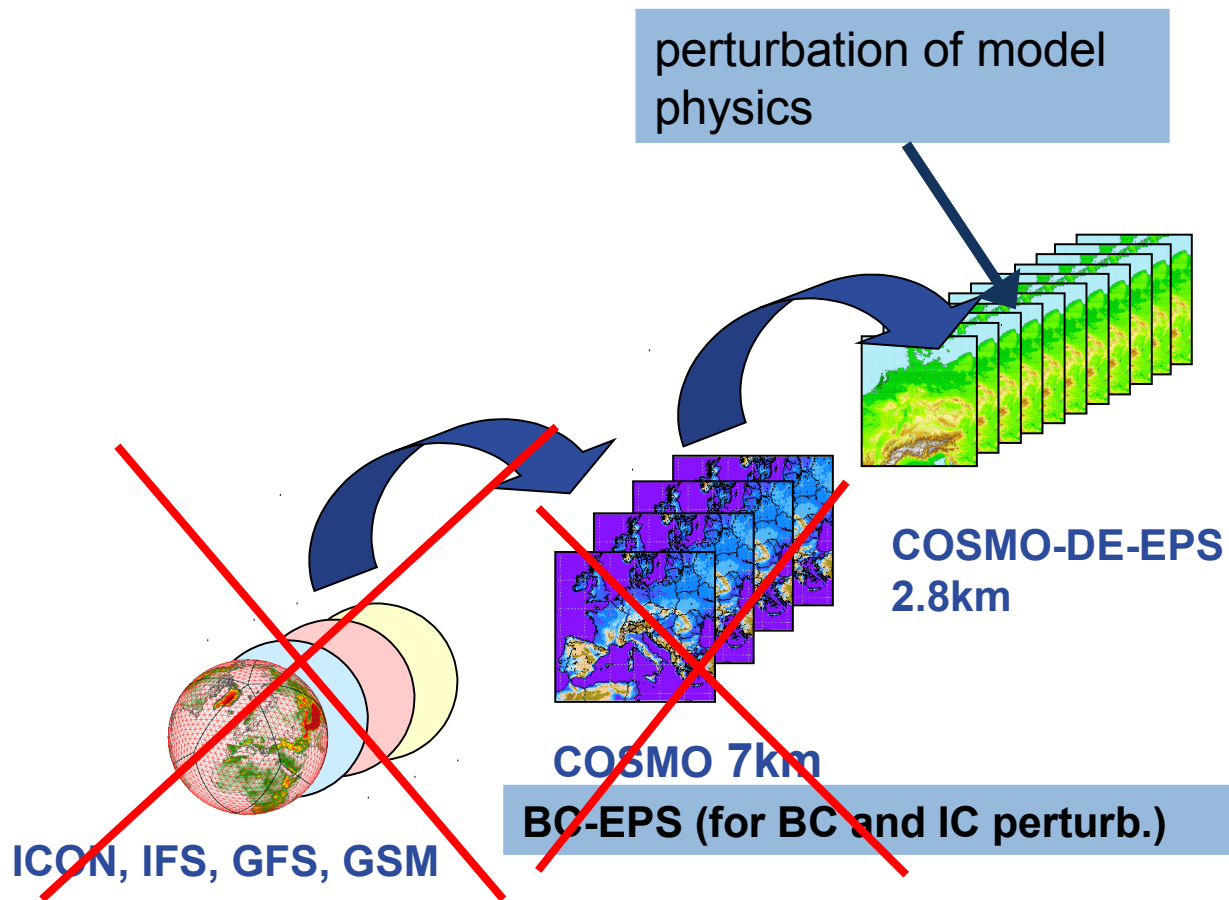 perturbation of model
physics
COSMO-DE-EPS
2.8km
COSMO 7km
BC-EPS (for BC and IC perturb.)
ICON, IFS, GFS, GSM